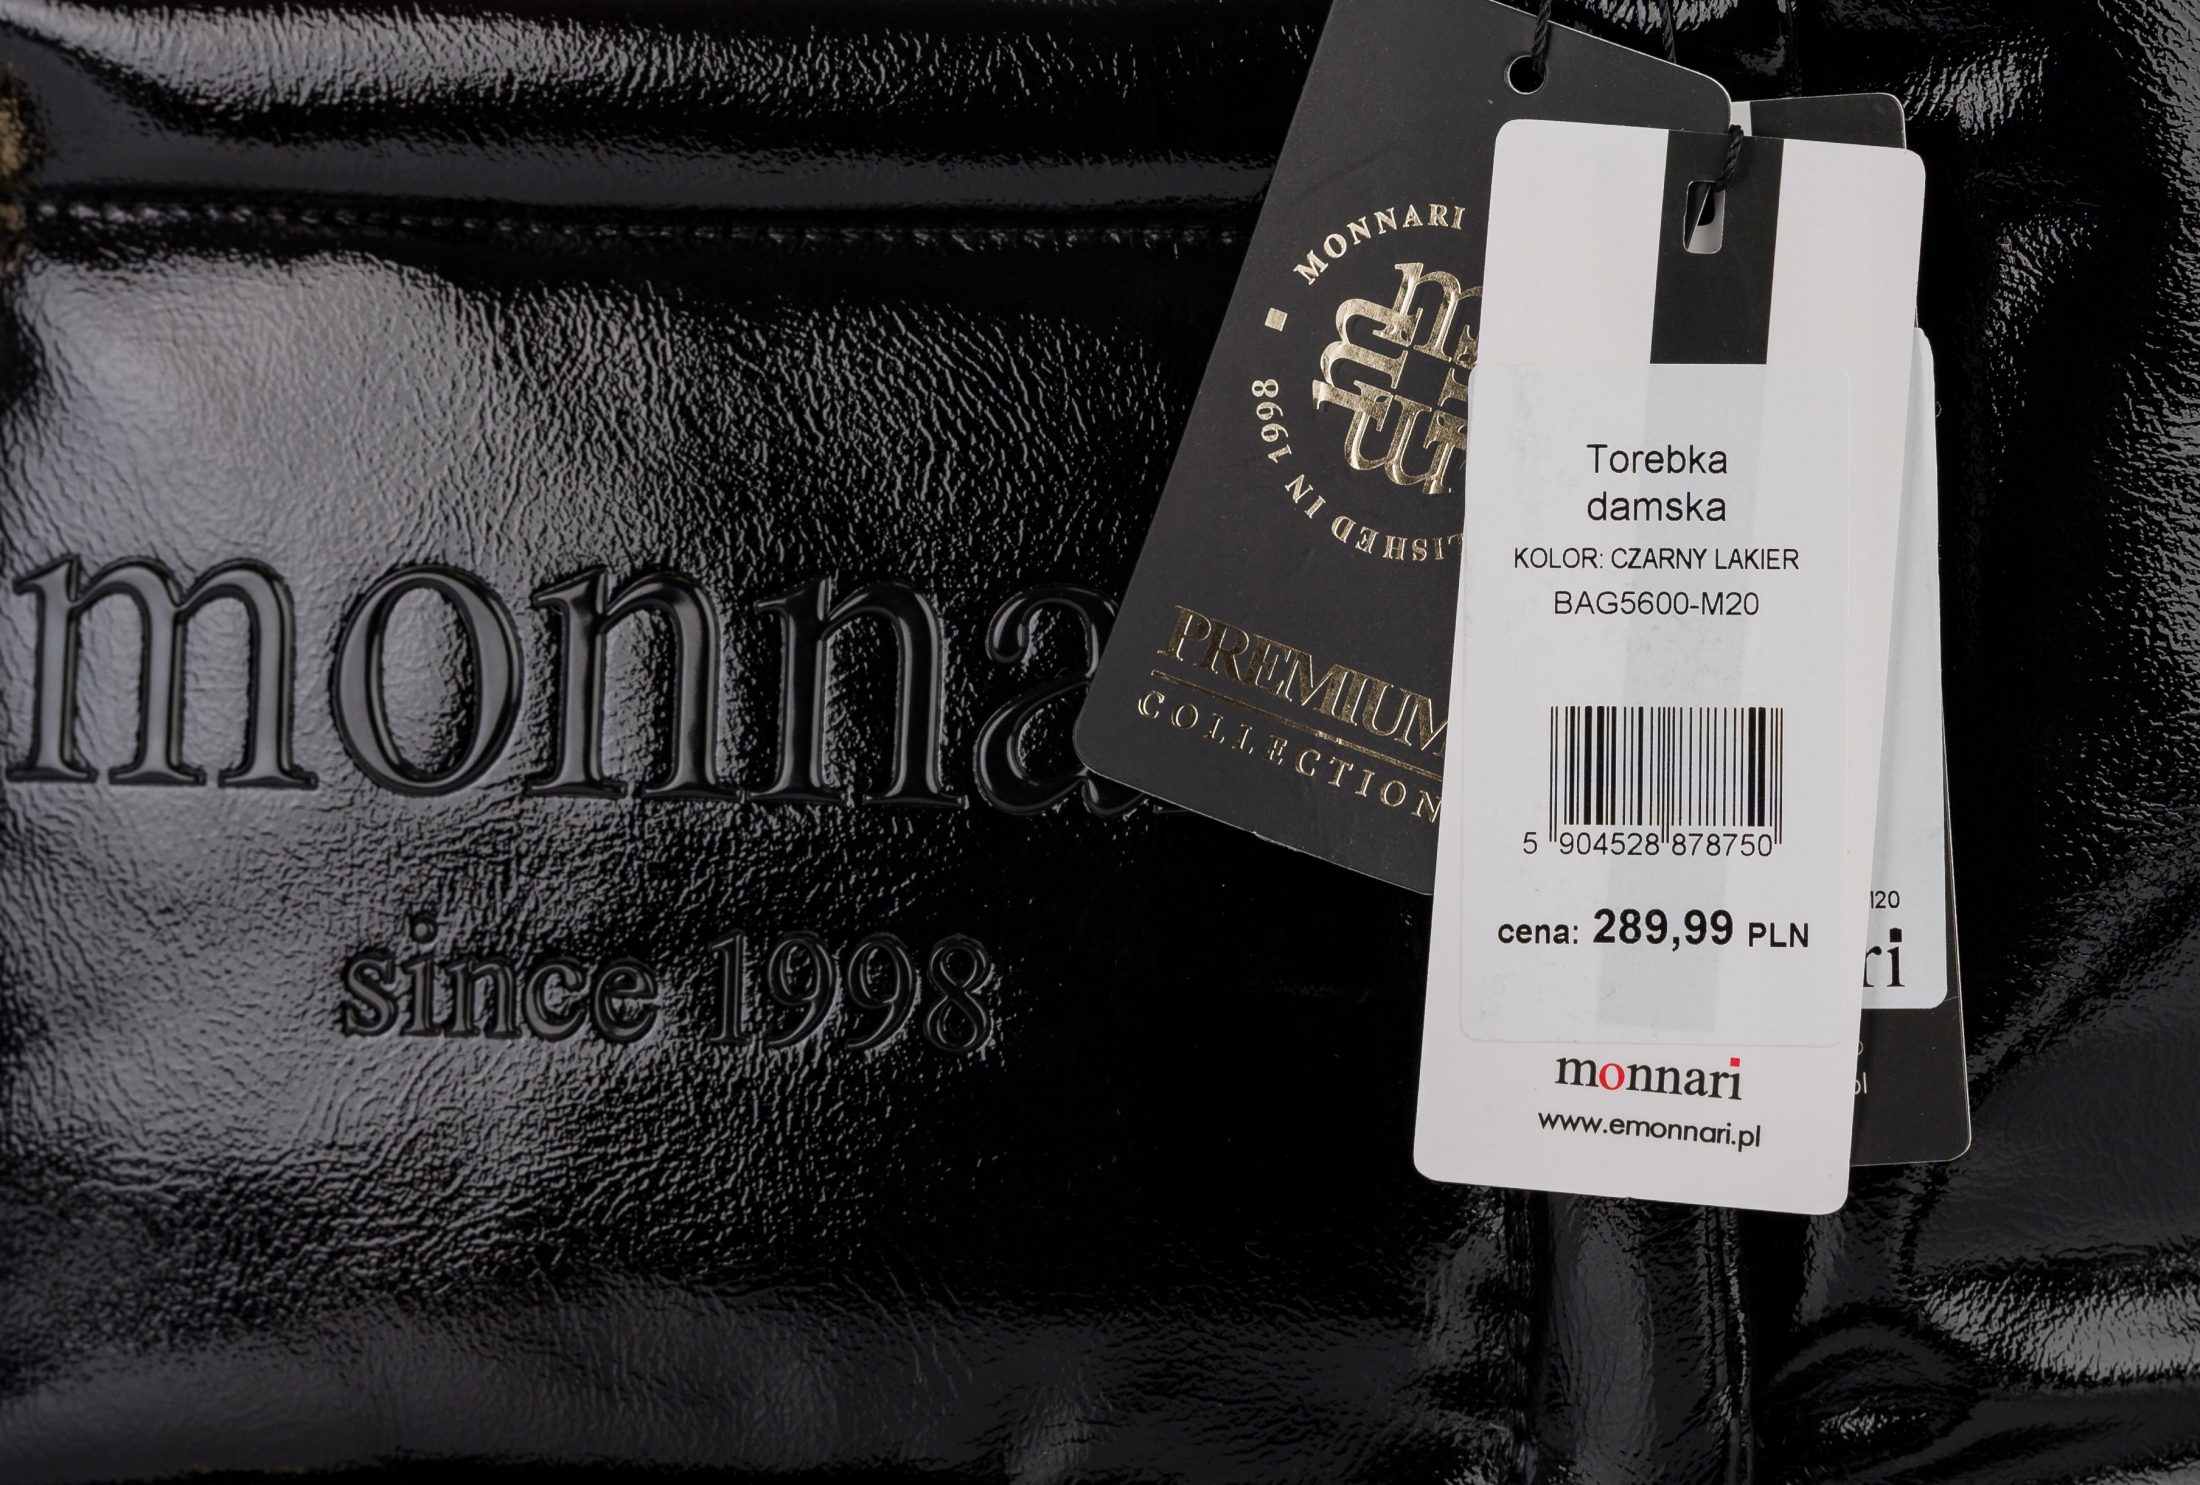 monna
since 1998
MONNARI
LISHED IN 1998
PREMIUM
COLLECTION
Torebka
damska
KOLOR: CZARNY LAKIER
BAG5600-M20
5 904528 878750
cena: 289,99 PLN
monnari
www.emonnari.pl